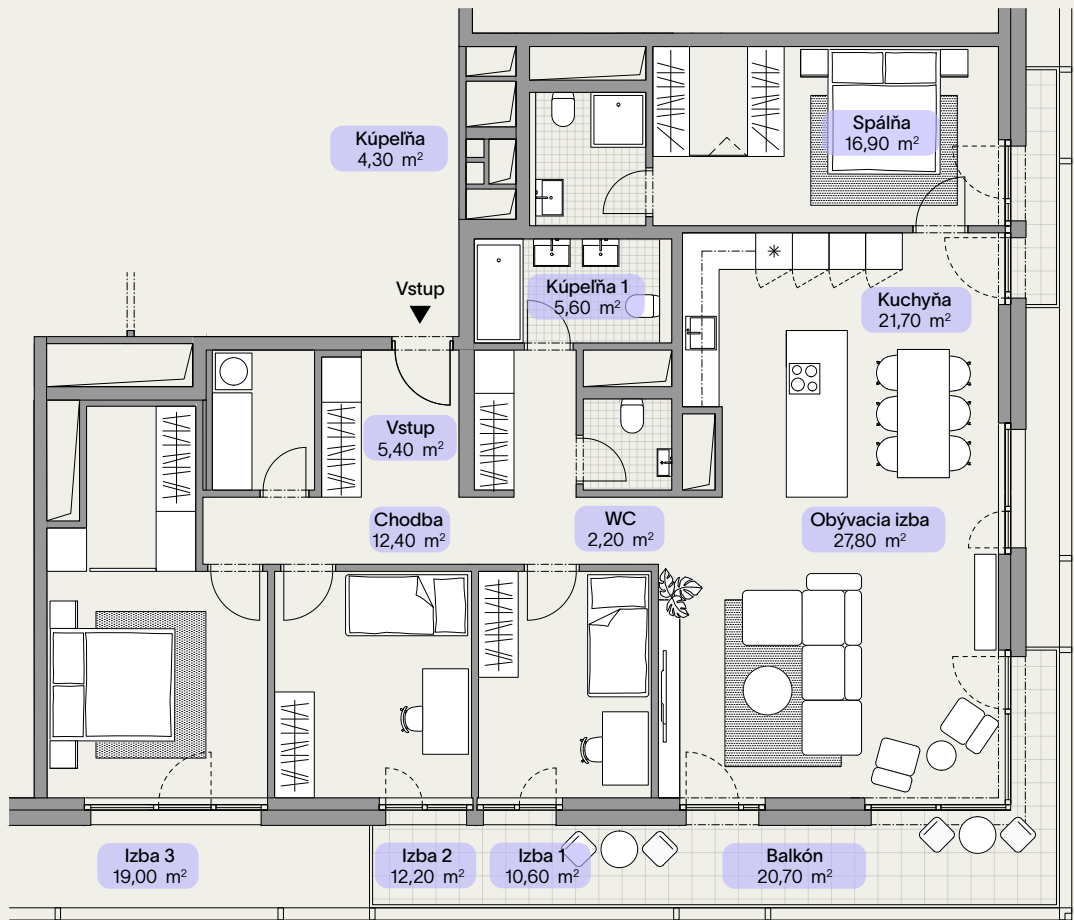 Kúpeľňa
4,30 m²
Spálňa
16,90 m²
Kúpeľňa 1
5,60 m²
Vstup
Kuchyňa
21,70 m²
Vstup
5,40 m²
Chodba
12,40 m²
WC
2,20 m²
Obývacia izba
27,80 m²
Izba 3
19,00 m²
Izba 2
12,20 m²
Izba 1
10,60 m²
Balkón
20,70 m²